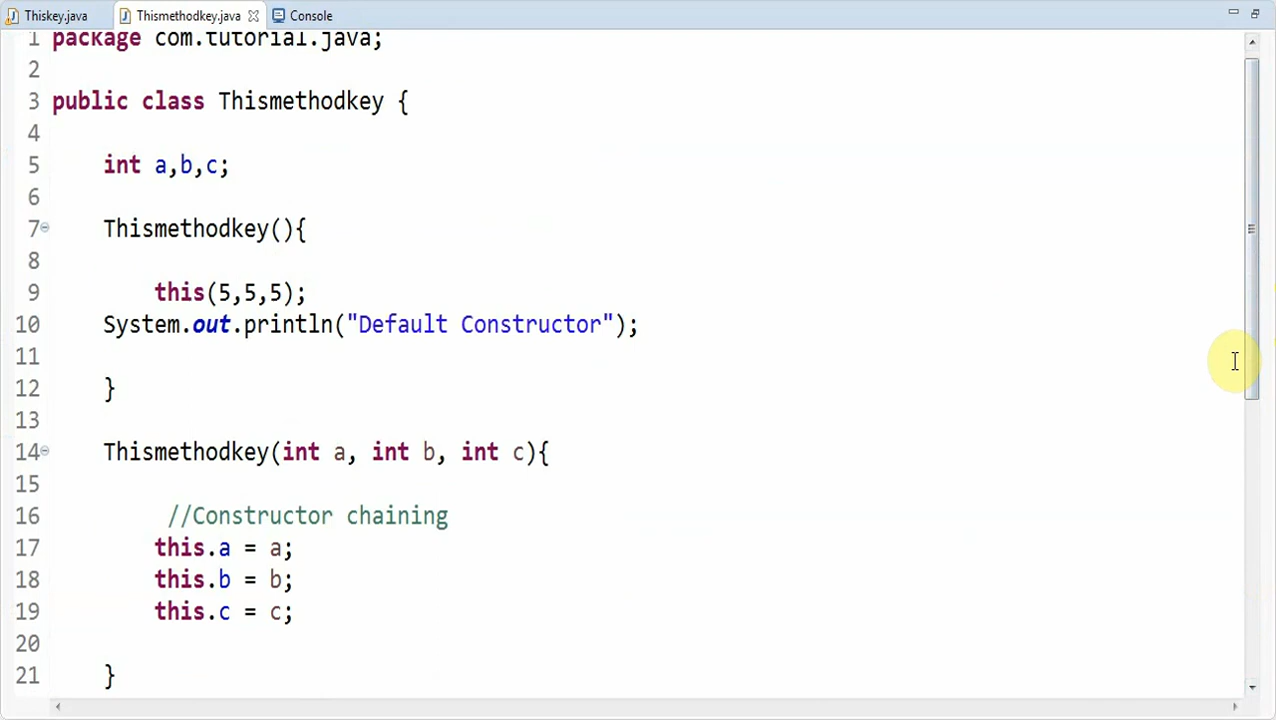 Thiskey.java Thismethodkey.java Console
1 package com.tutorial.java;
2
3 public class Thismethodkey {
4
5 int a,b,c;
6
7 Thismethodkey(){
8
9 this(5,5,5);
10 System.out.println("Default Constructor");
11
12 }
13
14 Thismethodkey(int a, int b, int c){
15
16 //Constructor chaining
17 this.a = a;
18 this.b = b;
19 this.c = c;
20
21 }